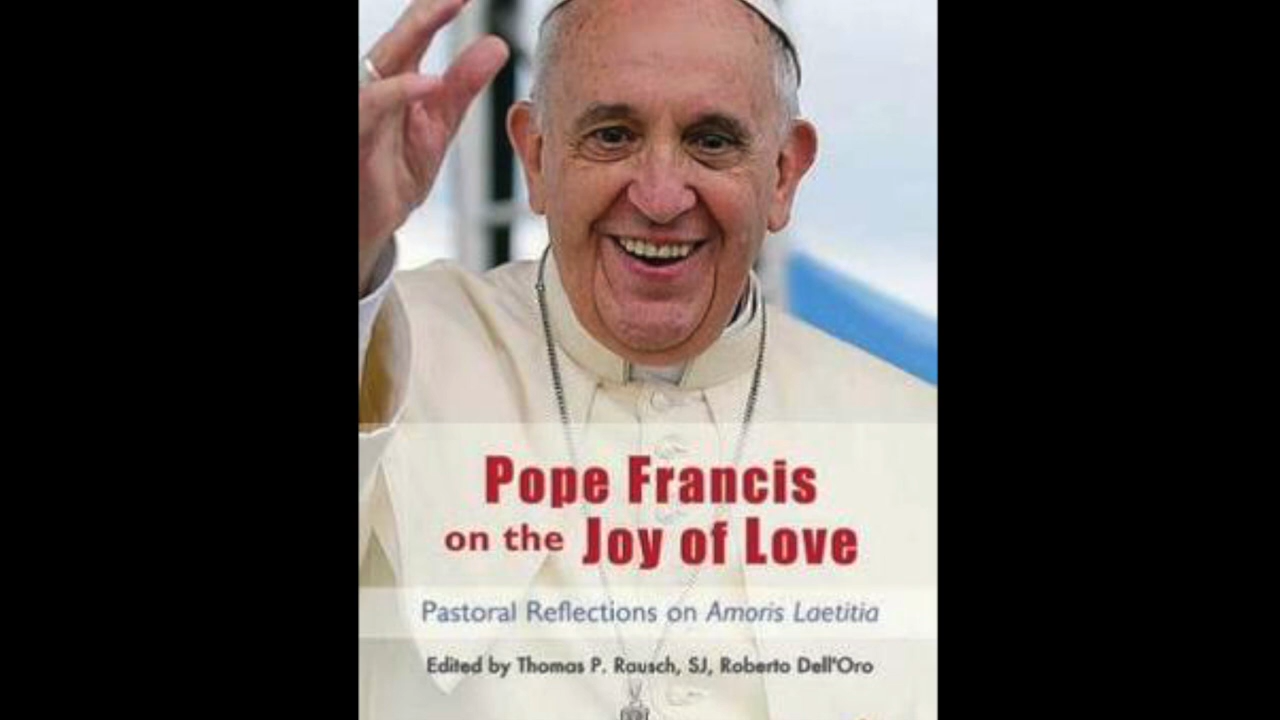 Pope Francis
on the Joy of Love
Pastoral Reflections on Amoris Laetitia
Edited by Thomas P. Rausch, SJ, Roberto Dell'Oro